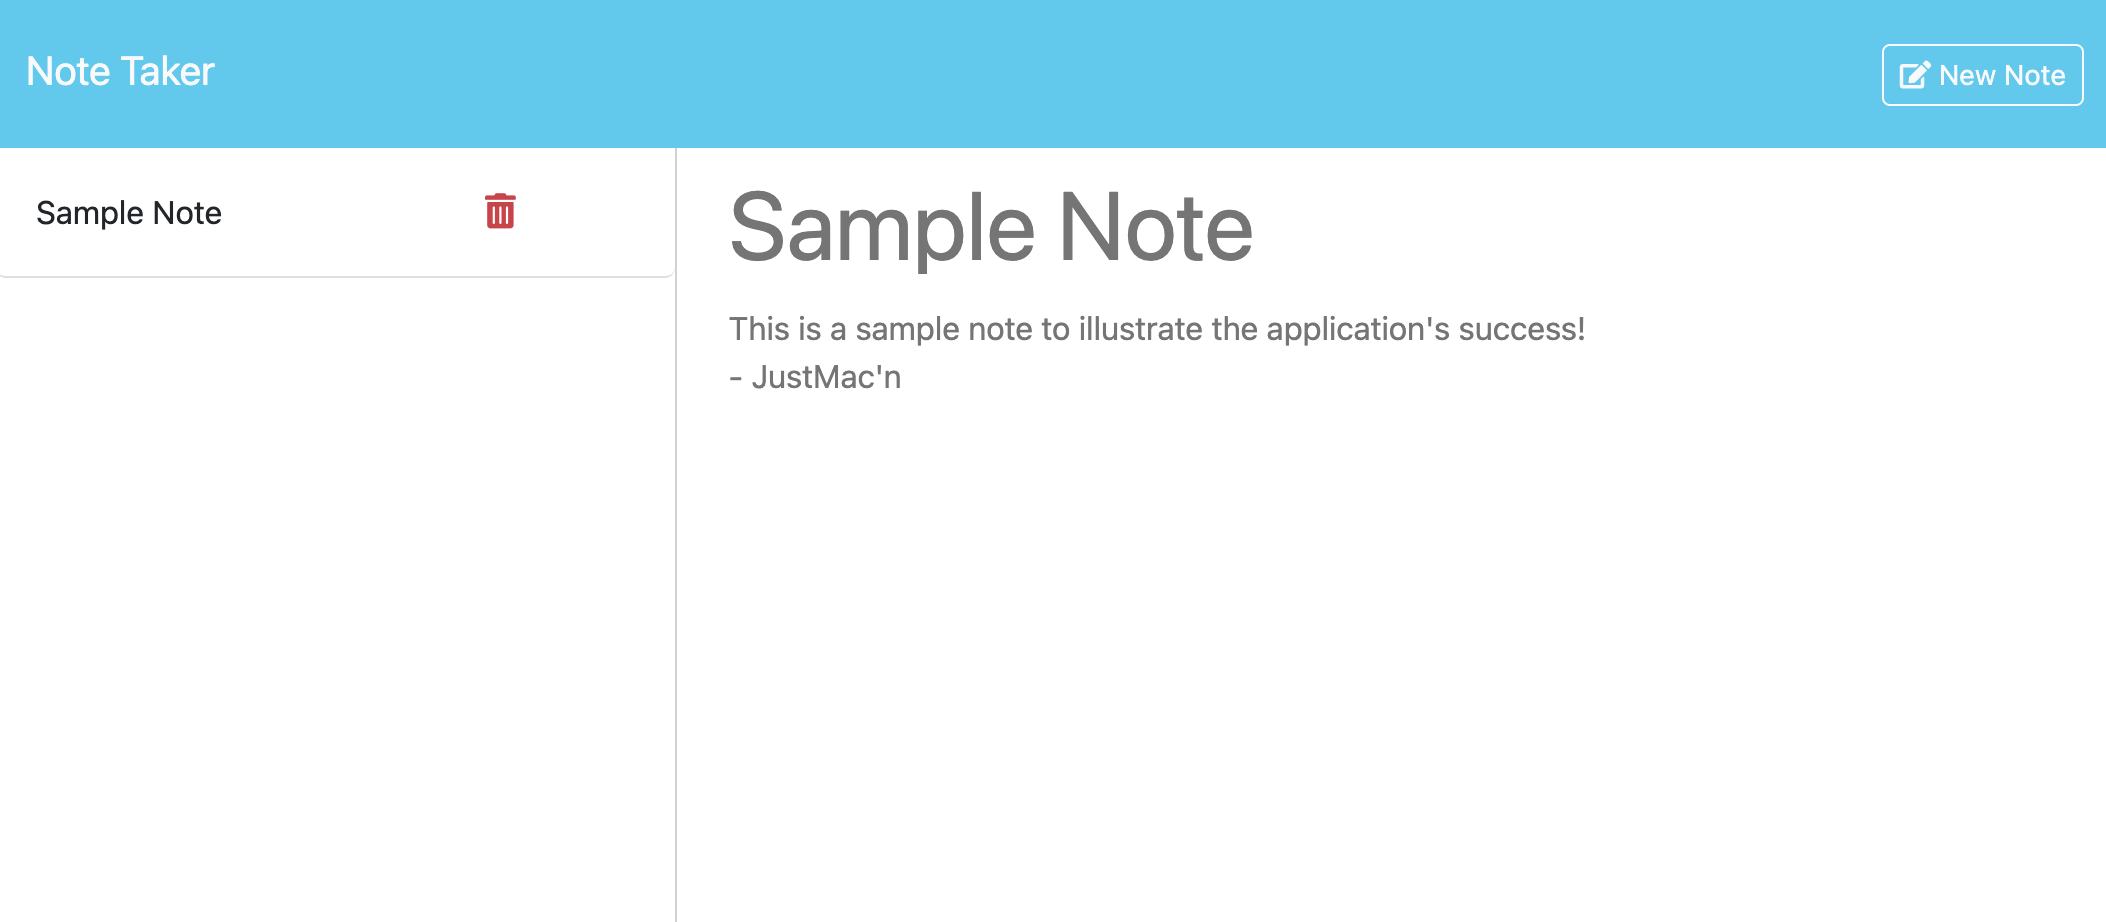 Note Taker
New Note
Sample Note
Sample Note
This is a sample note to illustrate the application's success!
- JustMac'n